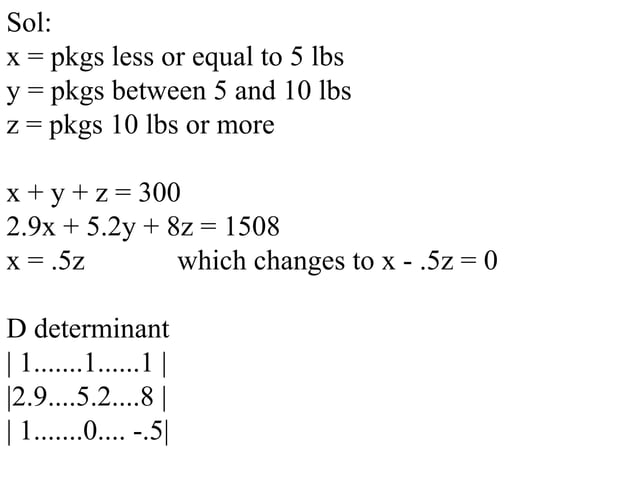 Sol:
x = pkgs less or equal to 5 lbs
y = pkgs between 5 and 10 lbs
z = pkgs 10 lbs or more
x + y + z = 300
2.9x + 5.2y + 8z = 1508
x = .5z which changes to x - .5z = 0
D determinant
| 1.......1......1 |
|2.9....5.2....8 |
| 1.......0.... -.5|